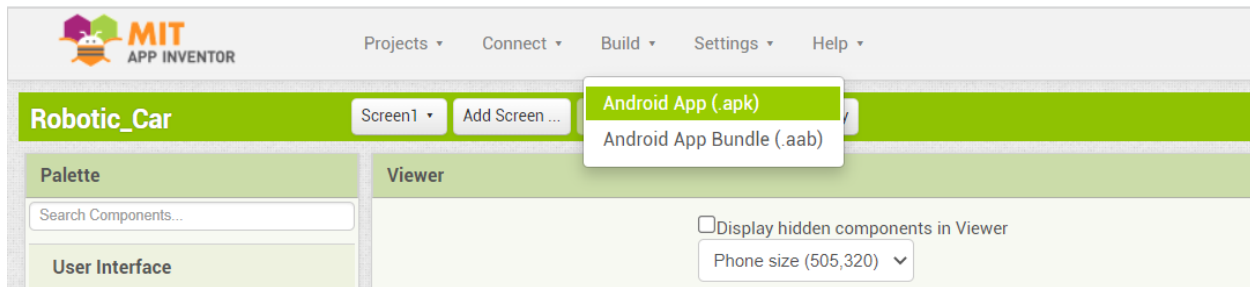 MIT
APP INVENTOR
Projects Connect Build Settings Help
Android App (.apk)
Android App Bundle (.aab)
Robotic_Car
Screen1 Add Screen ...
Palette
Viewer
Search Components...
Display hidden components in Viewer
User Interface
Phone size (505,320)